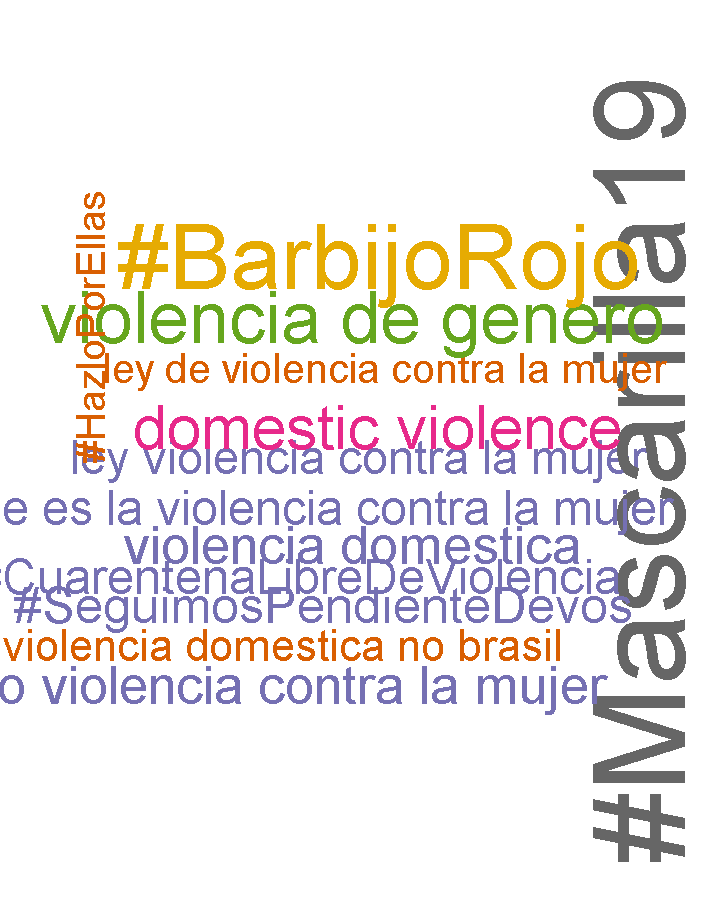 #Mascarilla19
#HazloPorEllas
#BarbijoRojo
violencia de genero
ley de violencia contra la mujer
domestic violence
ley violencia contra la mujer
e es la violencia contra la mujer
violencia domestica
#CuarentenaLibreDeViolencia
#SeguimosPendienteDevos
violencia domestica no brasil
o violencia contra la mujer